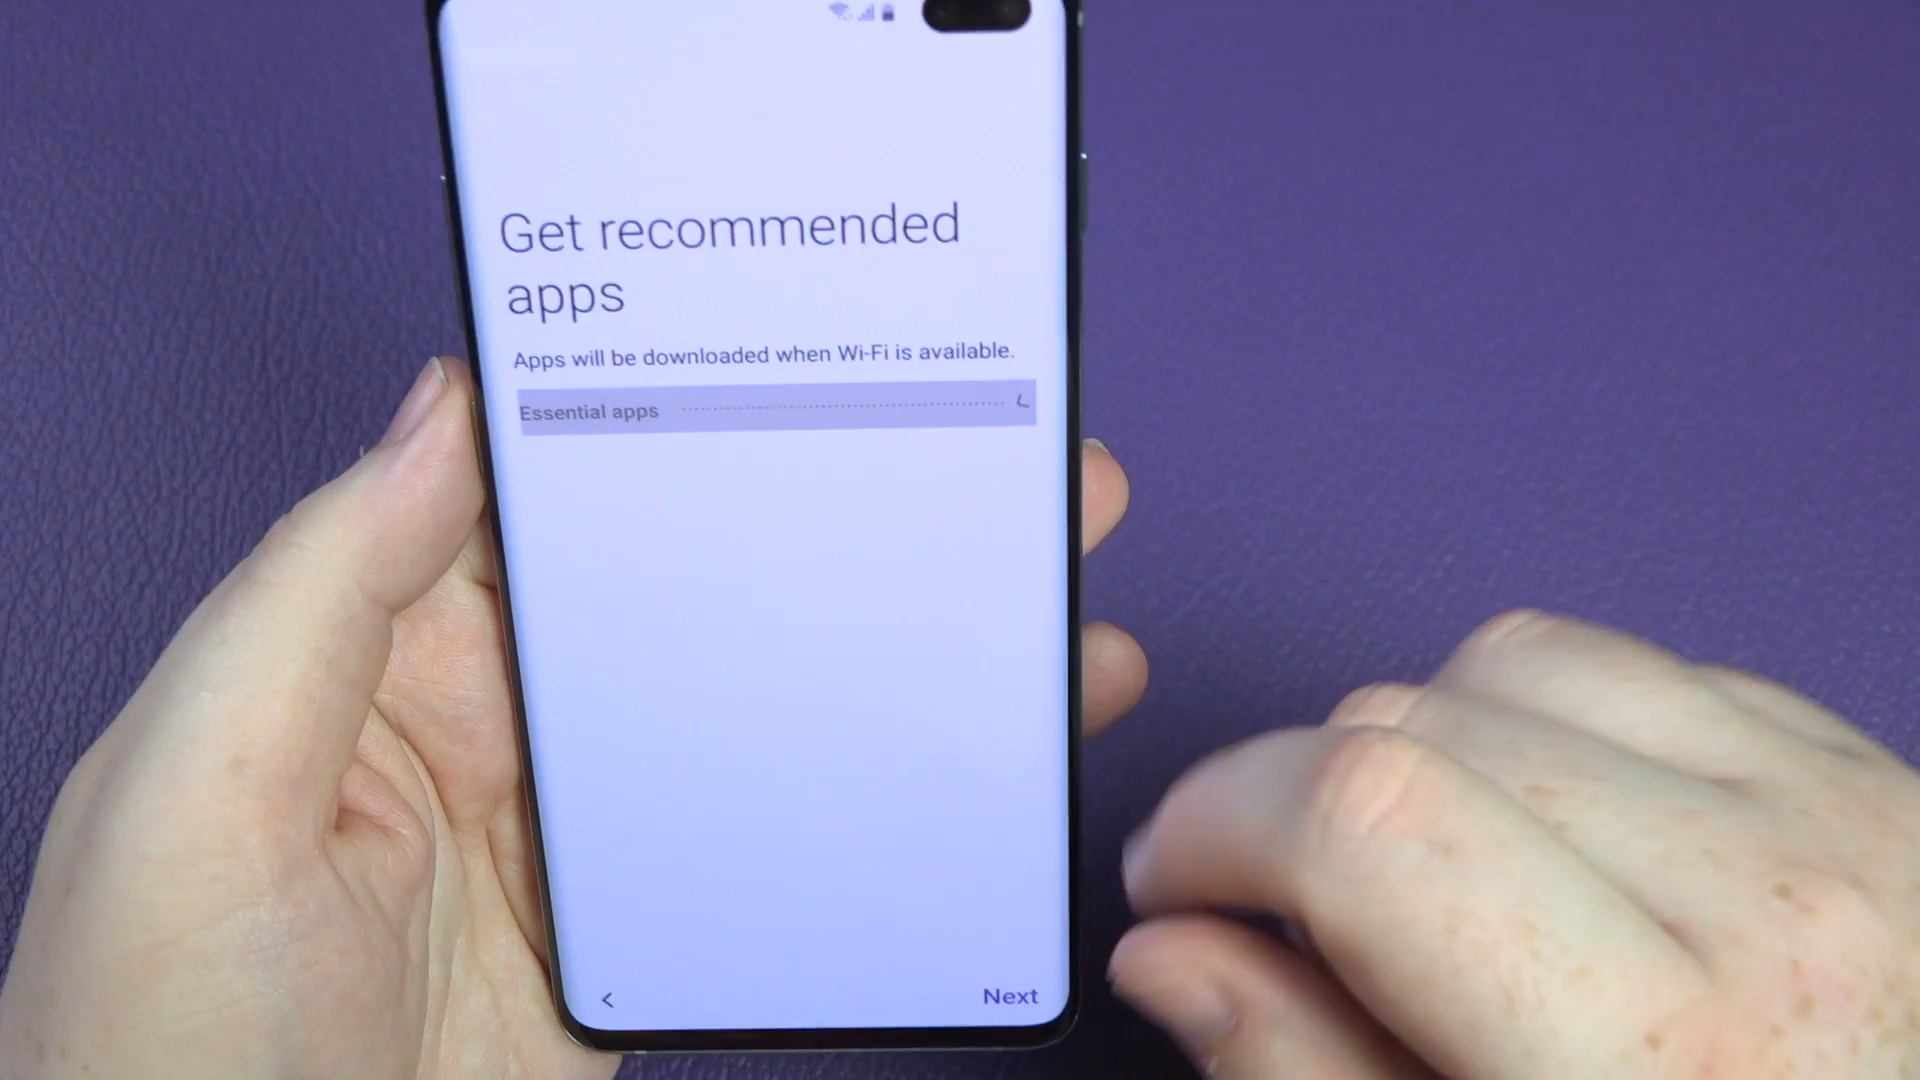 Get recommended
apps
Apps will be downloaded when Wi-Fi is available.
Essential apps
Next